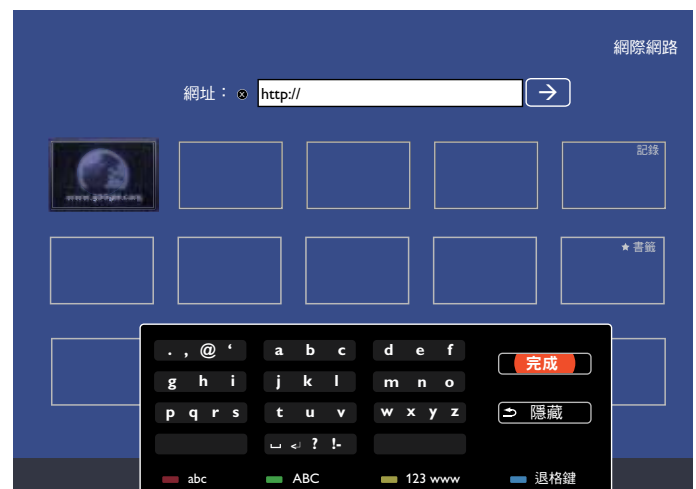 網際網路
網址： http://
記錄
★ 書籤
. , @ ‘ a b c d e f
完成
g h i j k l m n o
p q r s t u v w x y z
隱藏
? !-
abc ABC 123 www 退格鍵